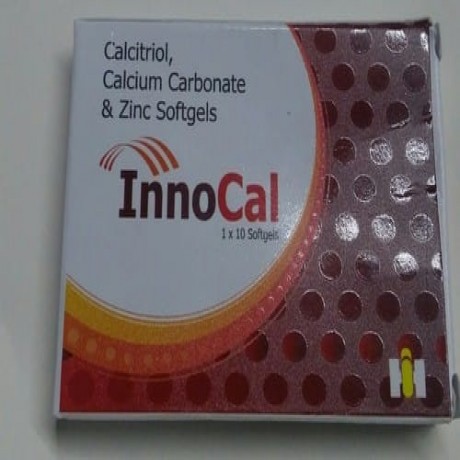 Calcitriol,
Calcium Carbonate
& Zinc Softgels
InnoCal
1 x 10 Softgels